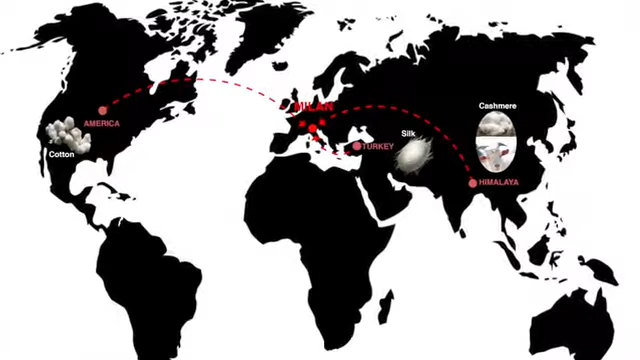 MILAN
Cashmere
AMERICA
Silk
TURKEY
Cotton
HIMALAYA